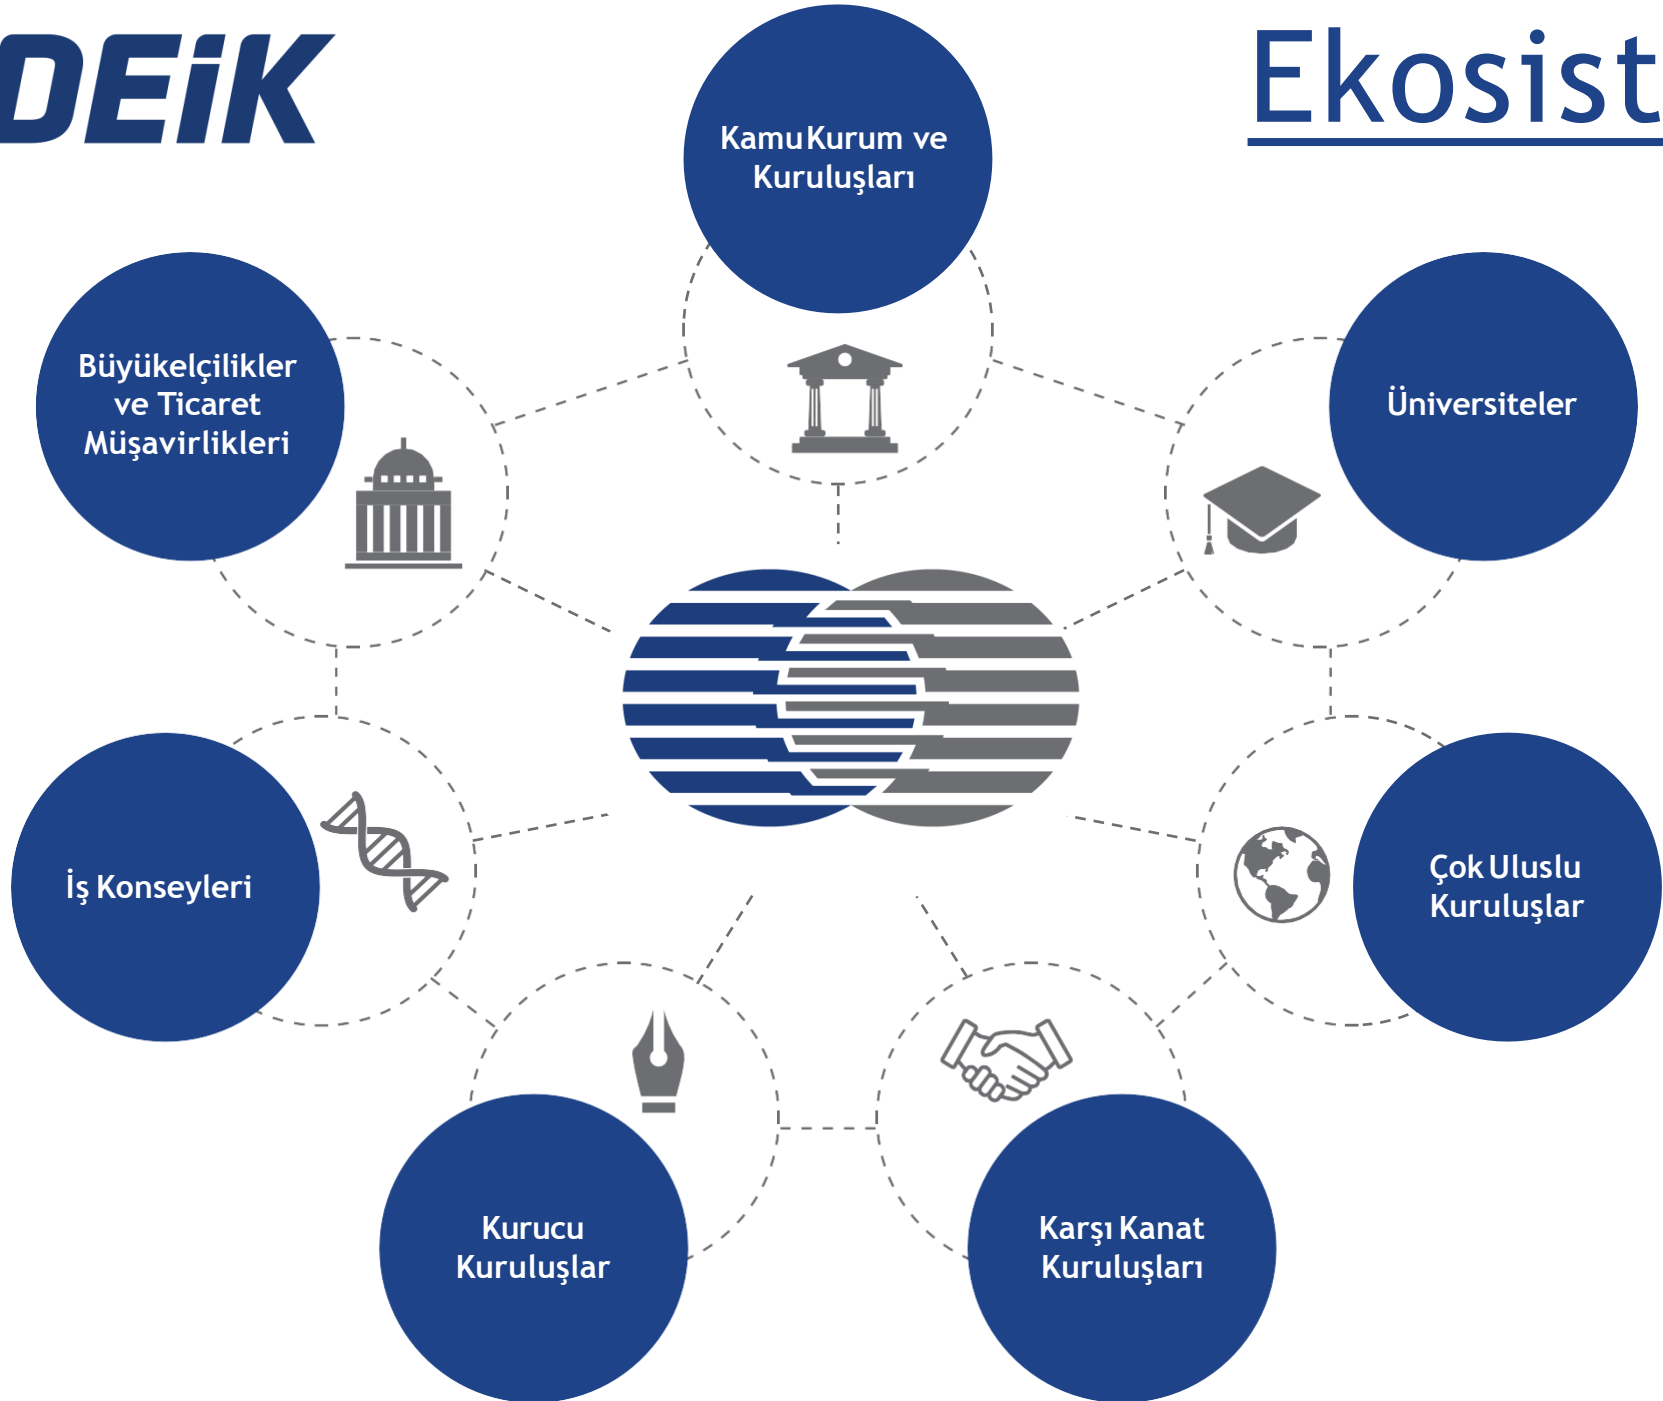 DEiK
Ekosist
Kamu Kurum ve
Kuruluşları
Büyükelçilikler
ve Ticaret
Müşavirlikleri
Üniversiteler
İş Konseyleri
Çok Uluslu
Kuruluşlar
Kurucu
Kuruluşlar
Karşı Kanat
Kuruluşları